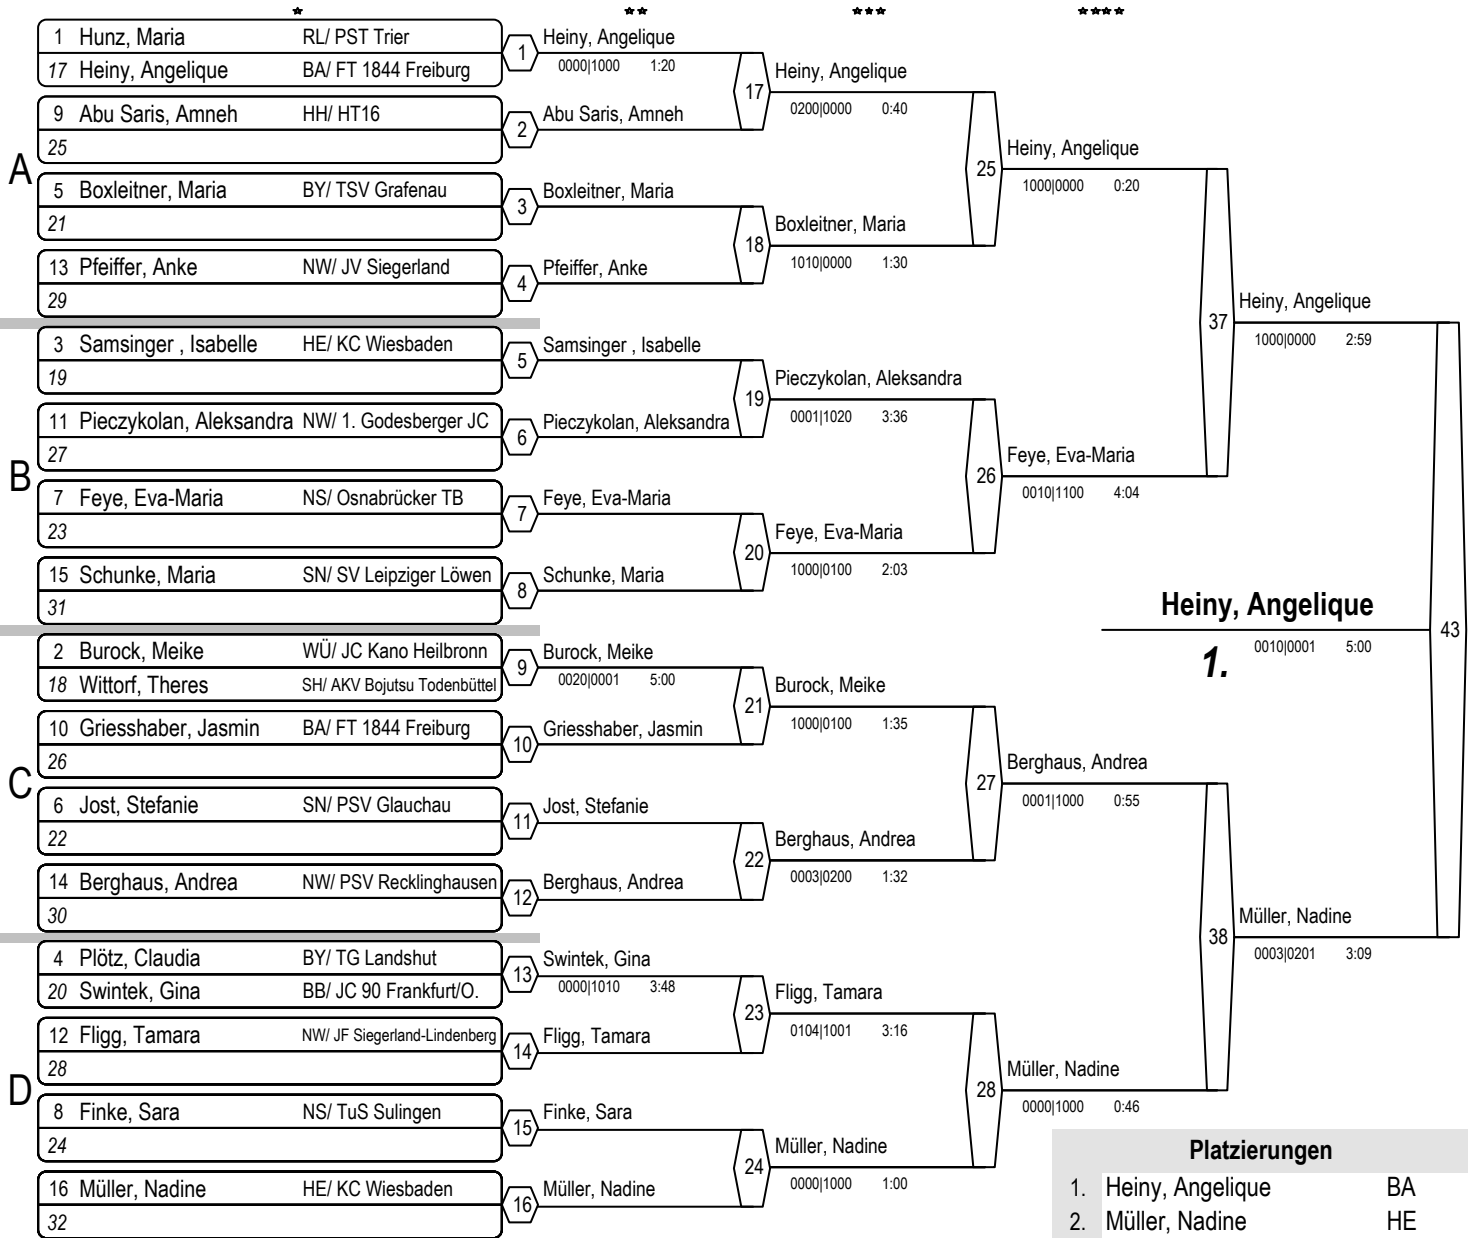 1 Hunz, Maria RL/ PST Trier
17 Heiny, Angelique BA/ FT 1844 Freiburg
9 Abu Saris, Amneh HH/ HT16
25
A
5 Boxleitner, Maria BY/ TSV Grafenau
21
13 Pfeiffer, Anke NW/ JV Siegerland
29
3 Samsinger , Isabelle HE/ KC Wiesbaden
19
11 Pieczykolan, Aleksandra NW/ 1. Godesberger JC
27
B
7 Feye, Eva-Maria NS/ Osnabrücker TB
23
15 Schunke, Maria SN/ SV Leipziger Löwen
31
2 Burock, Meike WÜ/ JC Kano Heilbronn
18 Wittorf, Theres SH/ AKV Bojutsu Todenbüttel
10 Griesshaber, Jasmin BA/ FT 1844 Freiburg
26
C
6 Jost, Stefanie SN/ PSV Glauchau
22
14 Berghaus, Andrea NW/ PSV Recklinghausen
30
4 Plötz, Claudia BY/ TG Landshut
20 Swintek, Gina BB/ JC 90 Frankfurt/O.
12 Fligg, Tamara NW/ JF Siegerland-Lindenberg
28
D
8 Finke, Sara NS/ TuS Sulingen
24
16 Müller, Nadine HE/ KC Wiesbaden
32
1 Heiny, Angelique
0000|1000 1:20
2 Abu Saris, Amneh
3 Boxleitner, Maria
4 Pfeiffer, Anke
5 Samsinger , Isabelle
6 Pieczykolan, Aleksandra
7 Feye, Eva-Maria
8 Schunke, Maria
9 Burock, Meike
0020|0001 5:00
10 Griesshaber, Jasmin
11 Jost, Stefanie
12 Berghaus, Andrea
13 Swintek, Gina
0000|1010 3:48
14 Fligg, Tamara
15 Finke, Sara
16 Müller, Nadine
17 Heiny, Angelique
0200|0000 0:40
18 Boxleitner, Maria
1010|0000 1:30
19 Pieczykolan, Aleksandra
0001|1020 3:36
20 Feye, Eva-Maria
1000|0100 2:03
21 Burock, Meike
1000|0100 1:35
22 Berghaus, Andrea
0003|0200 1:32
23 Fligg, Tamara
0104|1001 3:16
24 Müller, Nadine
0000|1000 1:00
25 Heiny, Angelique
1000|0000 0:20
26 Feye, Eva-Maria
0010|1100 4:04
27 Berghaus, Andrea
0001|1000 0:55
28 Müller, Nadine
0000|1000 0:46
37 Heiny, Angelique
1000|0000 2:59
38 Müller, Nadine
0003|0201 3:09
43
Heiny, Angelique
1. 0010|0001 5:00
Platzierungen
1. Heiny, Angelique BA
2. Müller, Nadine HE